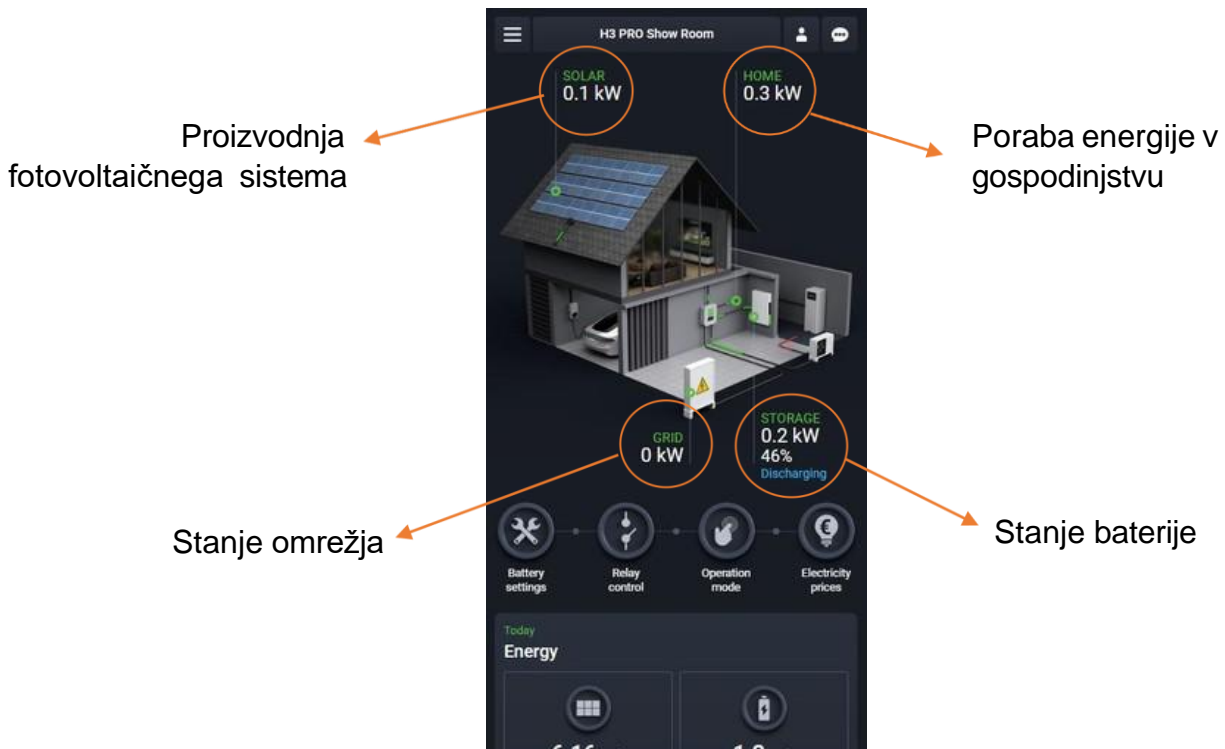 H3 PRO Show Room
SOLAR
0.1 kW
HOME
0.3 kW
Proizvodnja
fotovoltaičnega sistema
Poraba energije v
gospodinjstvu
GRID
0 kW
STORAGE
0.2 kW
46%
Discharging
Stanje omrežja
Stanje baterije
Battery
settings
Relay
control
Operation
mode
Electricity
prices
Today
Energy